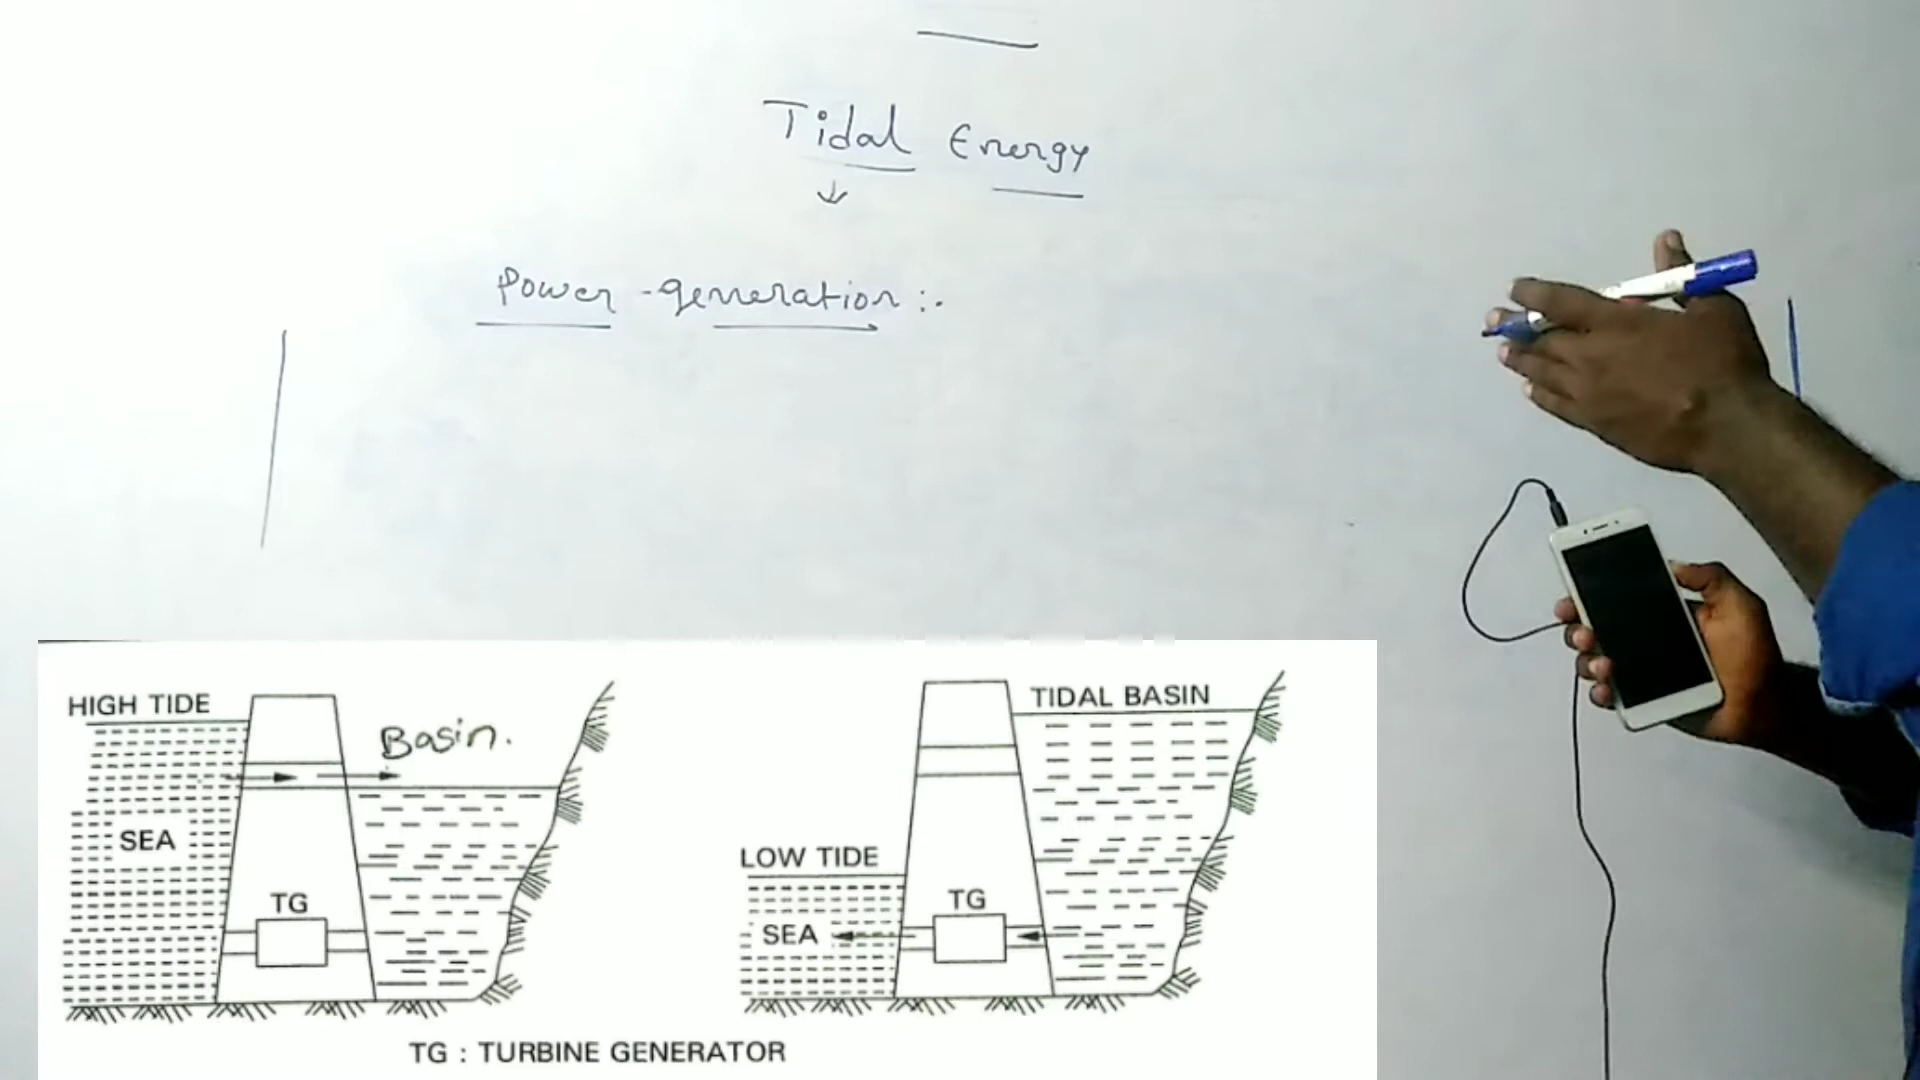 Tidal Energy
Power-generation :.
HIGH TIDE
Basin.
SEA
TG
TIDAL BASIN
LOW TIDE
TG
SEA
TG : TURBINE GENERATOR